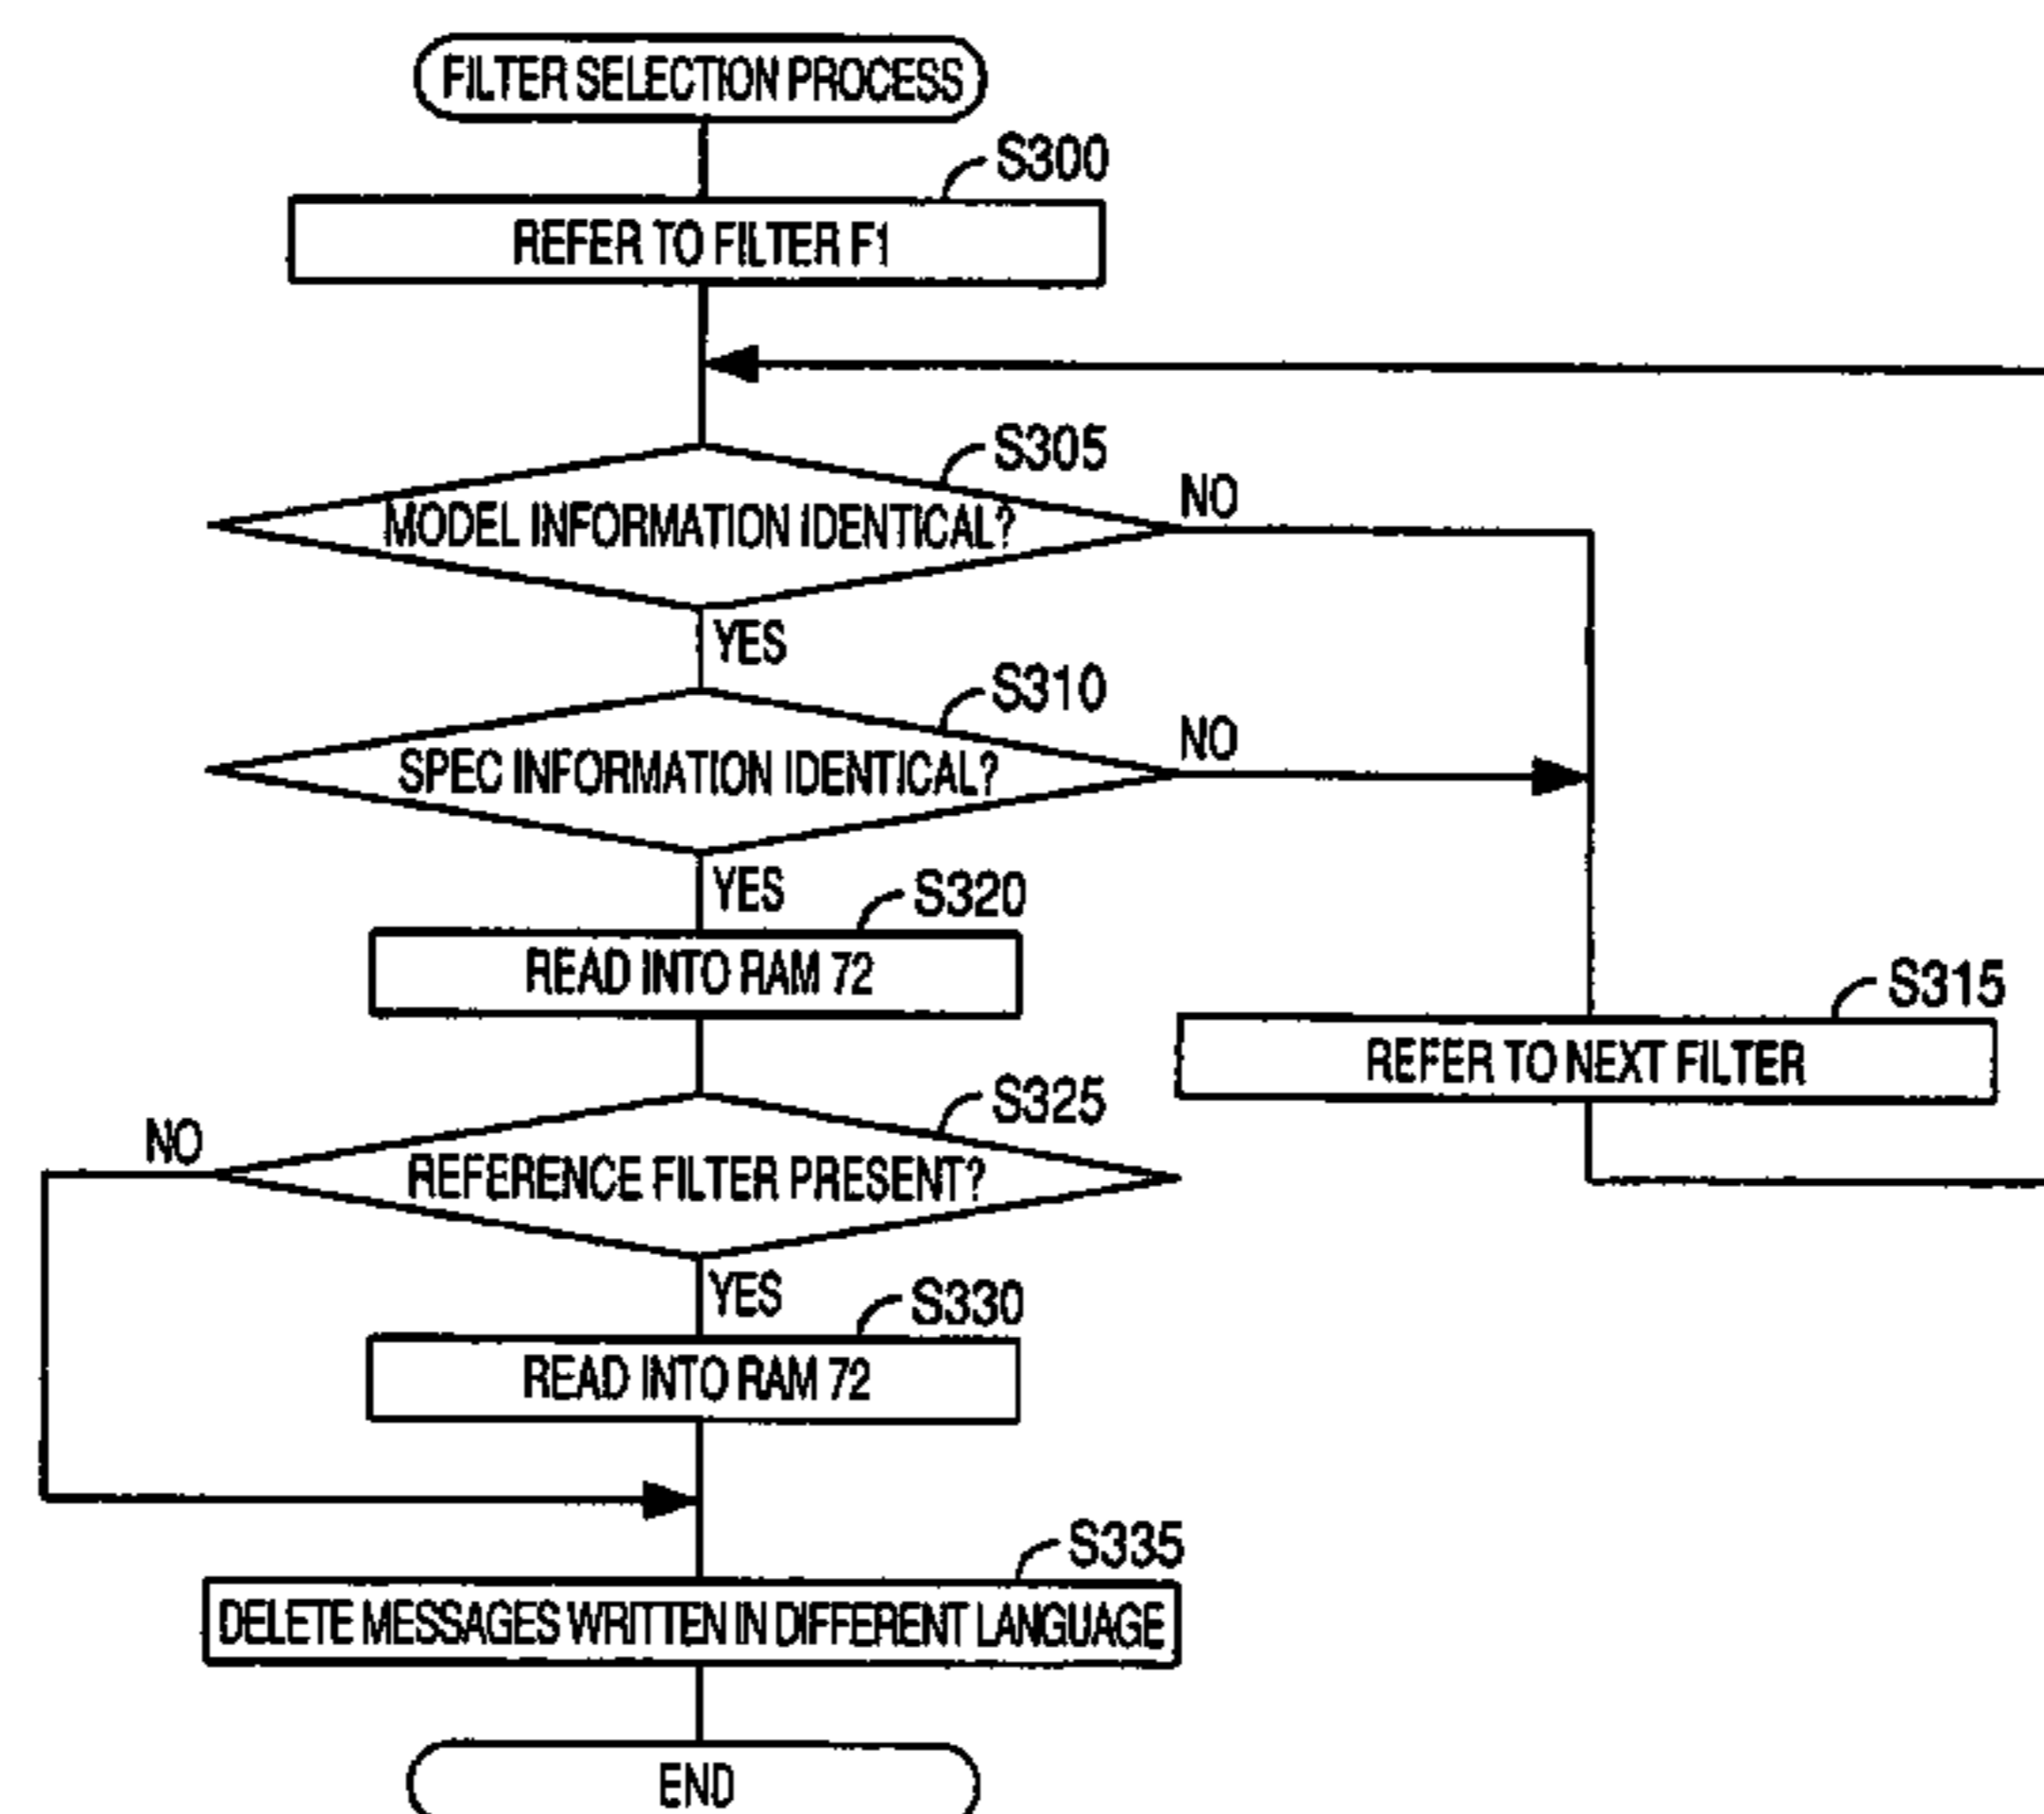 FILTER SELECTION PROCESS
S300
REFER TO FILTER F1
S305
MODEL INFORMATION IDENTICAL?
NO
YES
S310
SPEC INFORMATION IDENTICAL?
NO
YES
S320
READ INTO RAM 72
S315
REFER TO NEXT FILTER
S325
NO
REFERENCE FILTER PRESENT?
YES
S330
READ INTO RAM 72
S335
DELETE MESSAGES WRITTEN IN DIFFERENT LANGUAGE
END